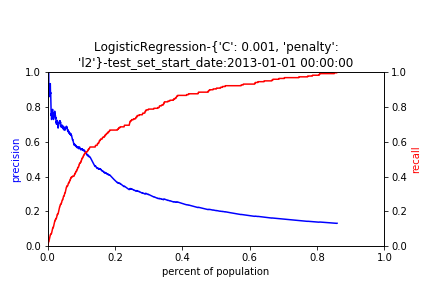 LogisticRegression-{'C': 0.001, 'penalty':
'l2'}-test_set_start_date:2013-01-01 00:00:00
1.0
0.8
0.6
0.4
0.2
0.0
precision
1.0
0.8
0.6
0.4
0.2
0.0
recall
0.0 0.2 0.4 0.6 0.8 1.0
percent of population